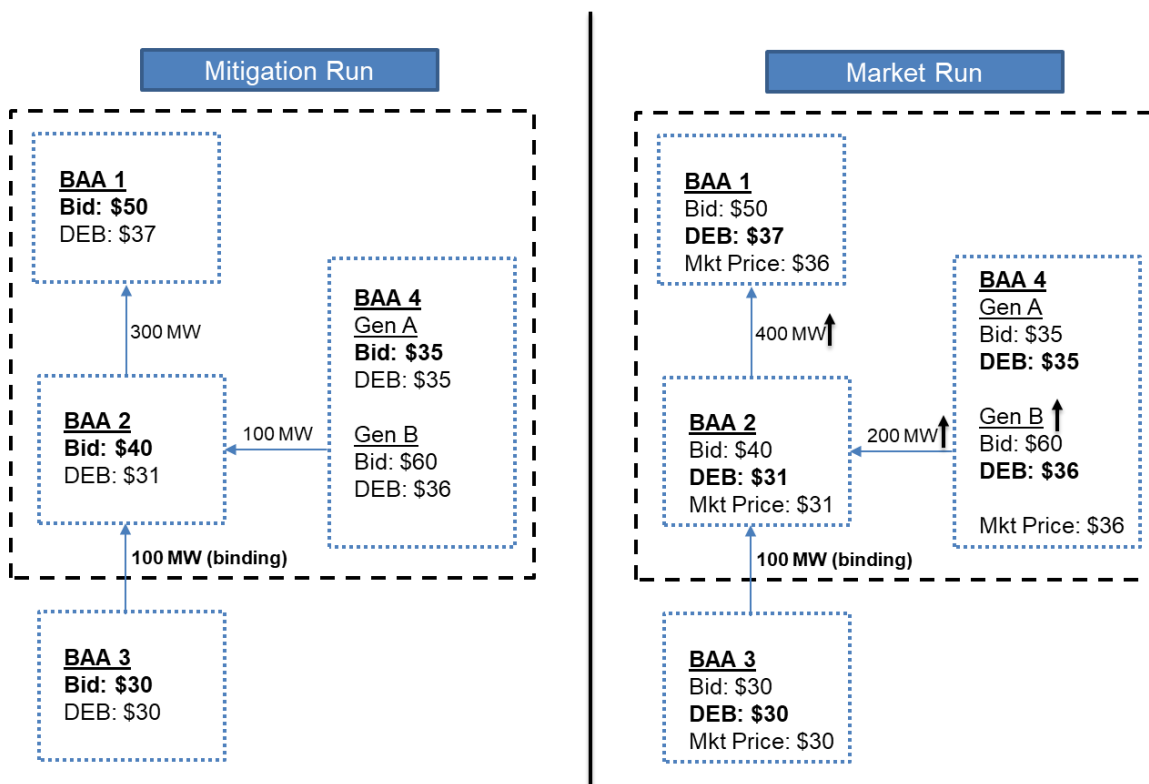 Mitigation Run
BAA 1
Bid: $50
DEB: $37
300 MW
BAA 2
Bid: $40
DEB: $31
100 MW
BAA 4
Gen A
Bid: $35
DEB: $35
Gen B
Bid: $60
DEB: $36
100 MW (binding)
BAA 3
Bid: $30
DEB: $30
Market Run
BAA 1
Bid: $50
DEB: $37
Mkt Price: $36
400 MW
BAA 2
Bid: $40
DEB: $31
Mkt Price: $31
200 MW
BAA 4
Gen A
Bid: $35
DEB: $35
Gen B
Bid: $60
DEB: $36
Mkt Price: $36
100 MW (binding)
BAA 3
Bid: $30
DEB: $30
Mkt Price: $30